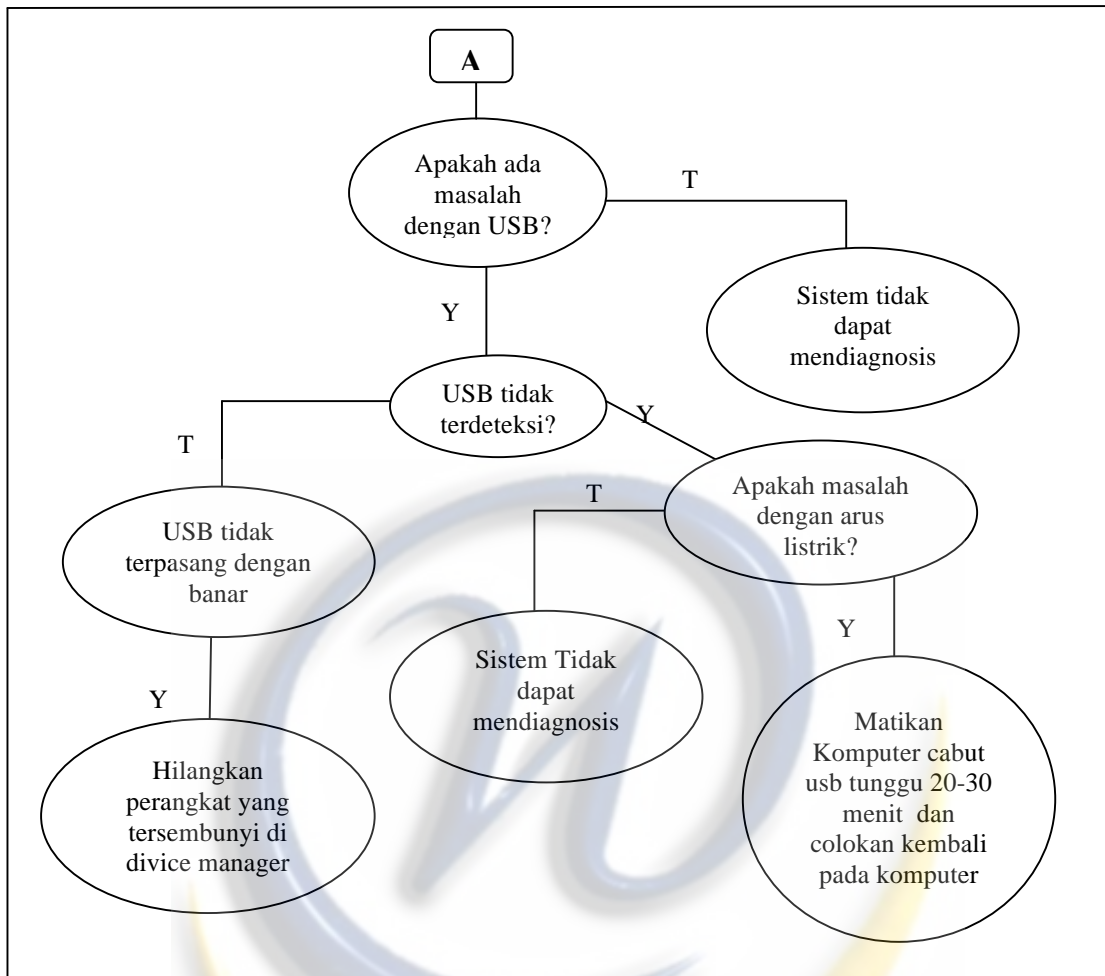 A
Apakah ada
masalah
dengan USB?
T
Sistem tidak
dapat
mendiagnosis
Y
USB tidak
terdeteksi?
Y
T
Apakah masalah
dengan arus
listrik?
T
USB tidak
terpasang dengan
banar
Y
Sistem Tidak
dapat
mendiagnosis
Y
Hilangkan
perangkat yang
tersembunyi di
divice manager
Matikan
Komputer cabut
usb tunggu 20-30
menit dan
colokan kembali
pada komputer